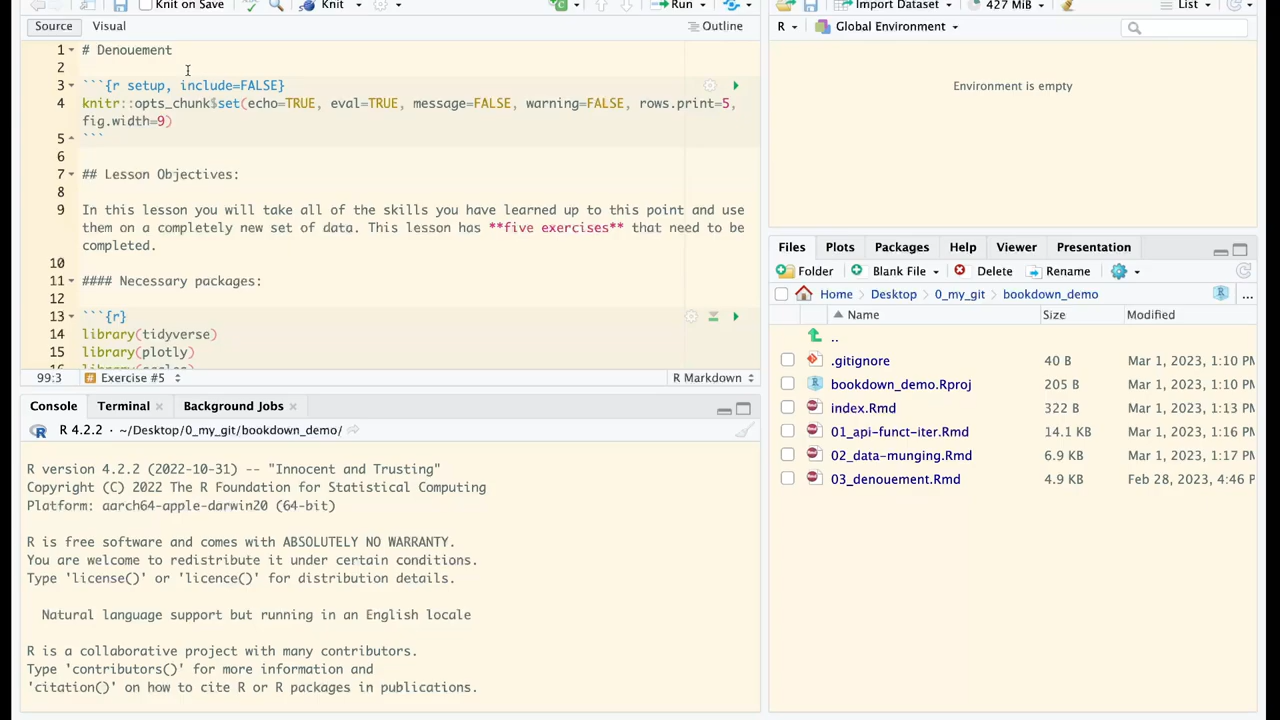 Knit on Save
Knit
Run
Source
Visual
Outline
1 # Denouement
2
3 ```{r setup, include=FALSE}
4 knitr::opts_chunk$set(echo=TRUE, eval=TRUE, message=FALSE, warning=FALSE, rows.print=5,
fig.width=9)
5 ```
6
7 ## Lesson Objectives:
8
9 In this lesson you will take all of the skills you have learned up to this point and use
them on a completely new set of data. This lesson has **five exercises** that need to be
completed.
10
11 #### Necessary packages:
12
13 ```{r}
14 library(tidyverse)
15 library(plotly)
99:3 # Exercise #5 R Markdown
Console Terminal Background Jobs
R 4.2.2 · ~/Desktop/0_my_git/bookdown_demo/
R version 4.2.2 (2022-10-31) -- "Innocent and Trusting"
Copyright (C) 2022 The R Foundation for Statistical Computing
Platform: aarch64-apple-darwin20 (64-bit)
R is free software and comes with ABSOLUTELY NO WARRANTY.
You are welcome to redistribute it under certain conditions.
Type 'license()' or 'licence()' for distribution details.
Natural language support but running in an English locale
R is a collaborative project with many contributors.
Type 'contributors()' for more information and
'citation()' on how to cite R or R packages in publications.
Import Dataset 427 MiB List
R Global Environment
Environment is empty
Files Plots Packages Help Viewer Presentation
Folder Blank File Delete Rename
Home Desktop 0_my_git bookdown_demo ...
Name Size Modified
..
.gitignore 40 B Mar 1, 2023, 1:10 PM
bookdown_demo.Rproj 205 B Mar 1, 2023, 1:10 PM
index.Rmd 322 B Mar 1, 2023, 1:13 PM
01_api-funct-iter.Rmd 14.1 KB Mar 1, 2023, 1:16 PM
02_data-munging.Rmd 6.9 KB Mar 1, 2023, 1:17 PM
03_denouement.Rmd 4.9 KB Feb 28, 2023, 4:46 P